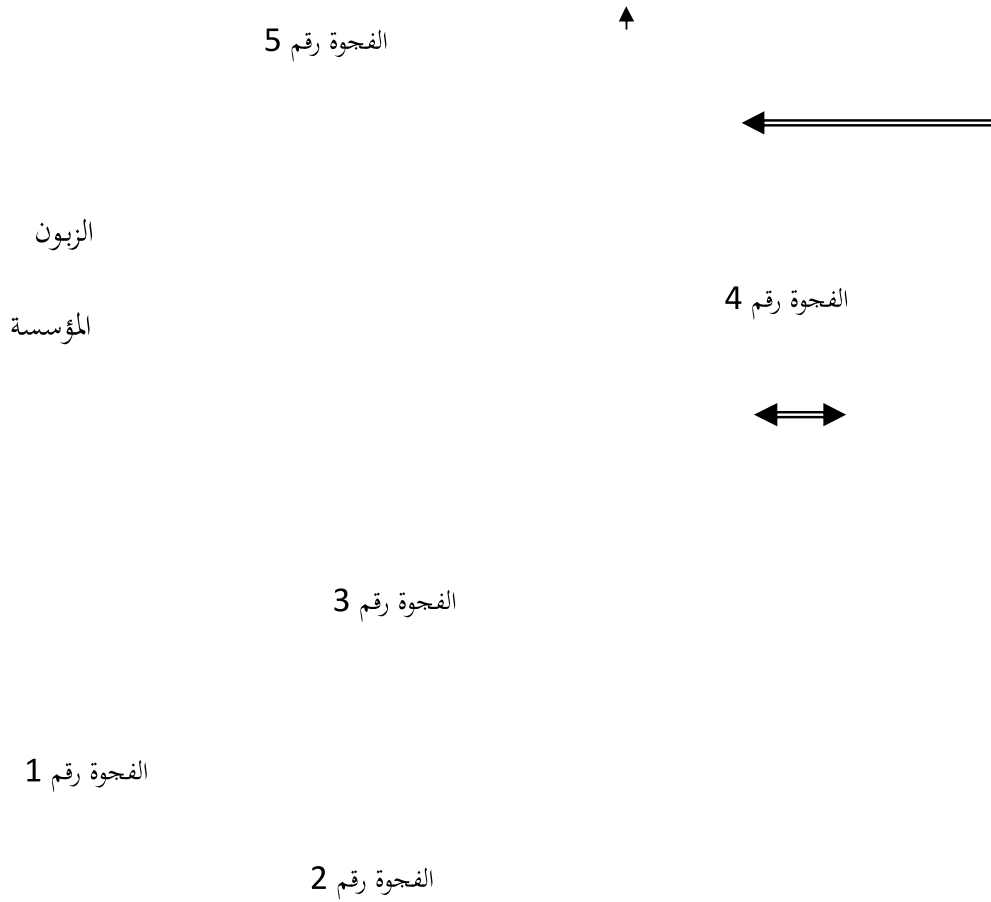 الفجوة رقم 5
الزبون
الفجوة رقم 4
المؤسسة
الفجوة رقم 3
الفجوة رقم 1
الفجوة رقم 2